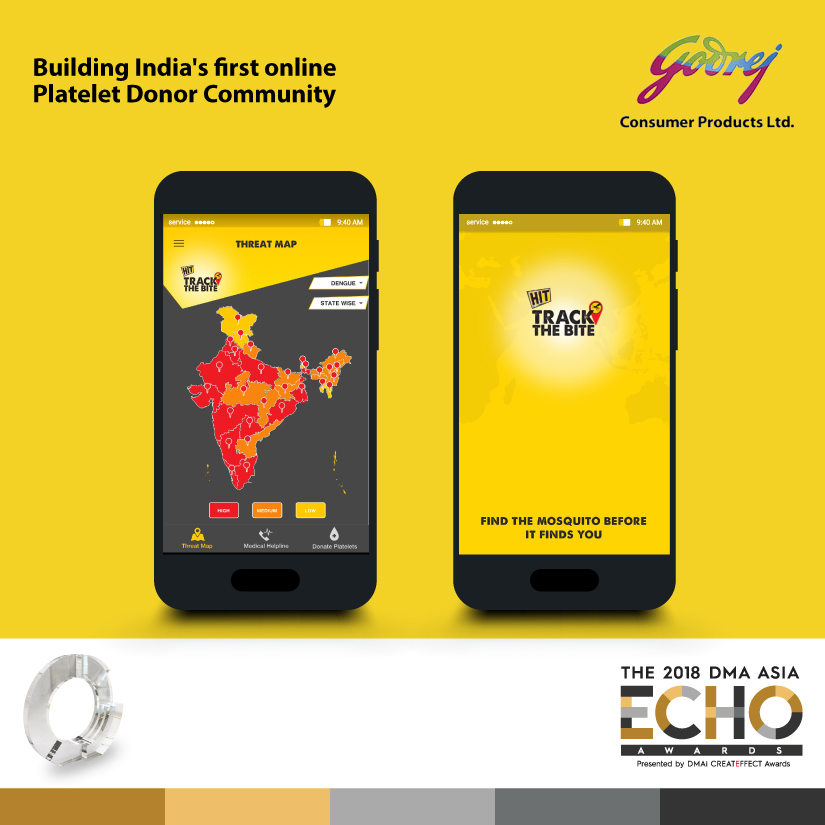 Building India's first online
Platelet Donor Community
Godrej
Consumer Products Ltd.
service 9:40 AM
THREAT MAP
HIT
TRACK
THE BITE
DENGUE
STATE WISE
HIGH MEDIUM LOW
Threat Map Medical Helpline Donate Platelets
service 9:40 AM
HIT
TRACK
THE BITE
FIND THE MOSQUITO BEFORE
IT FINDS YOU
THE 2018 DMA ASIA
ECHO
AWARDS
Presented by DMAi CREATEFFECT Awards